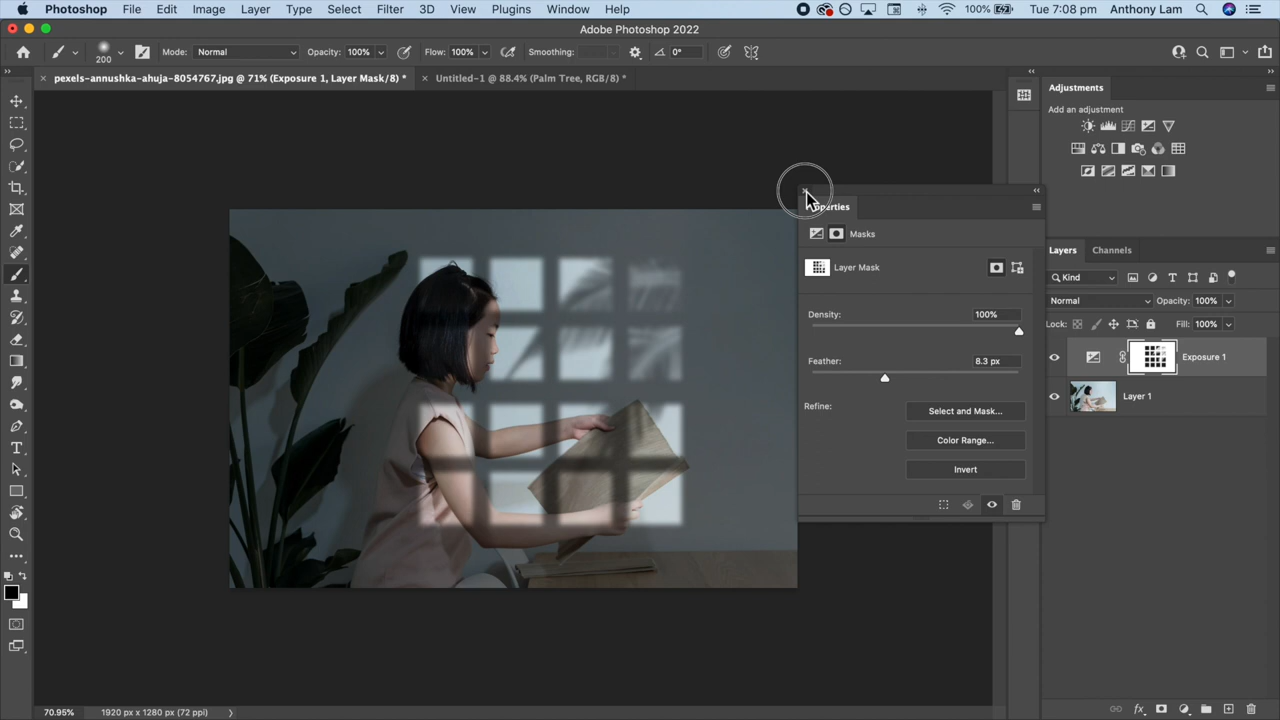 Photoshop File Edit Image Layer Type Select Filter 3D View Plugins Window Help 100% Tue 7:08 pm Anthony Lam
Adobe Photoshop 2022
200 Mode: Normal Opacity: 100% Flow: 100% Smoothing: 0°
pexels-annushka-ahuja-8054767.jpg @ 71% (Exposure 1, Layer Mask/8) * Untitled-1 @ 88.4% (Palm Tree, RGB/8) *
Adjustments
Add an adjustment
Masks
Layer Mask
Density: 100%
Feather: 8.3 px
Refine: Select and Mask...
Color Range...
Invert
Layers Channels
Kind
Normal Opacity: 100%
Lock: Fill: 100%
Exposure 1
Layer 1
70.95% 1920 px x 1280 px (72 ppi)